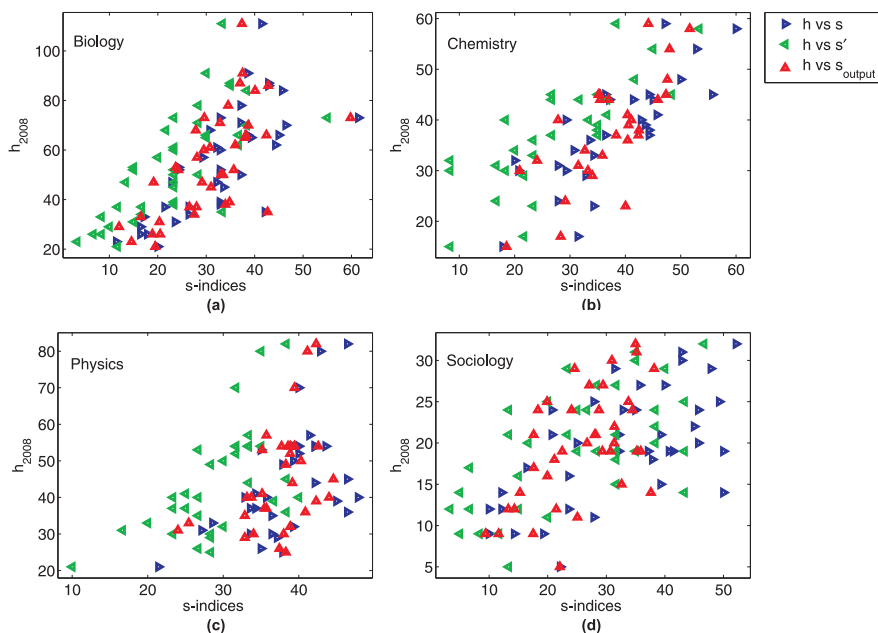 Biology
h2008
100
80
60
40
20
10 20 30 40 50 60
s-indices
(a)
Chemistry
h2008
60
50
40
30
20
10 20 30 40 50 60
s-indices
(b)
h vs s
h vs s′
h vs soutput
Physics
h2008
80
70
60
50
40
30
20
10 20 30 40
s-indices
(c)
Sociology
h2008
30
25
20
15
10
5
10 20 30 40 50
s-indices
(d)